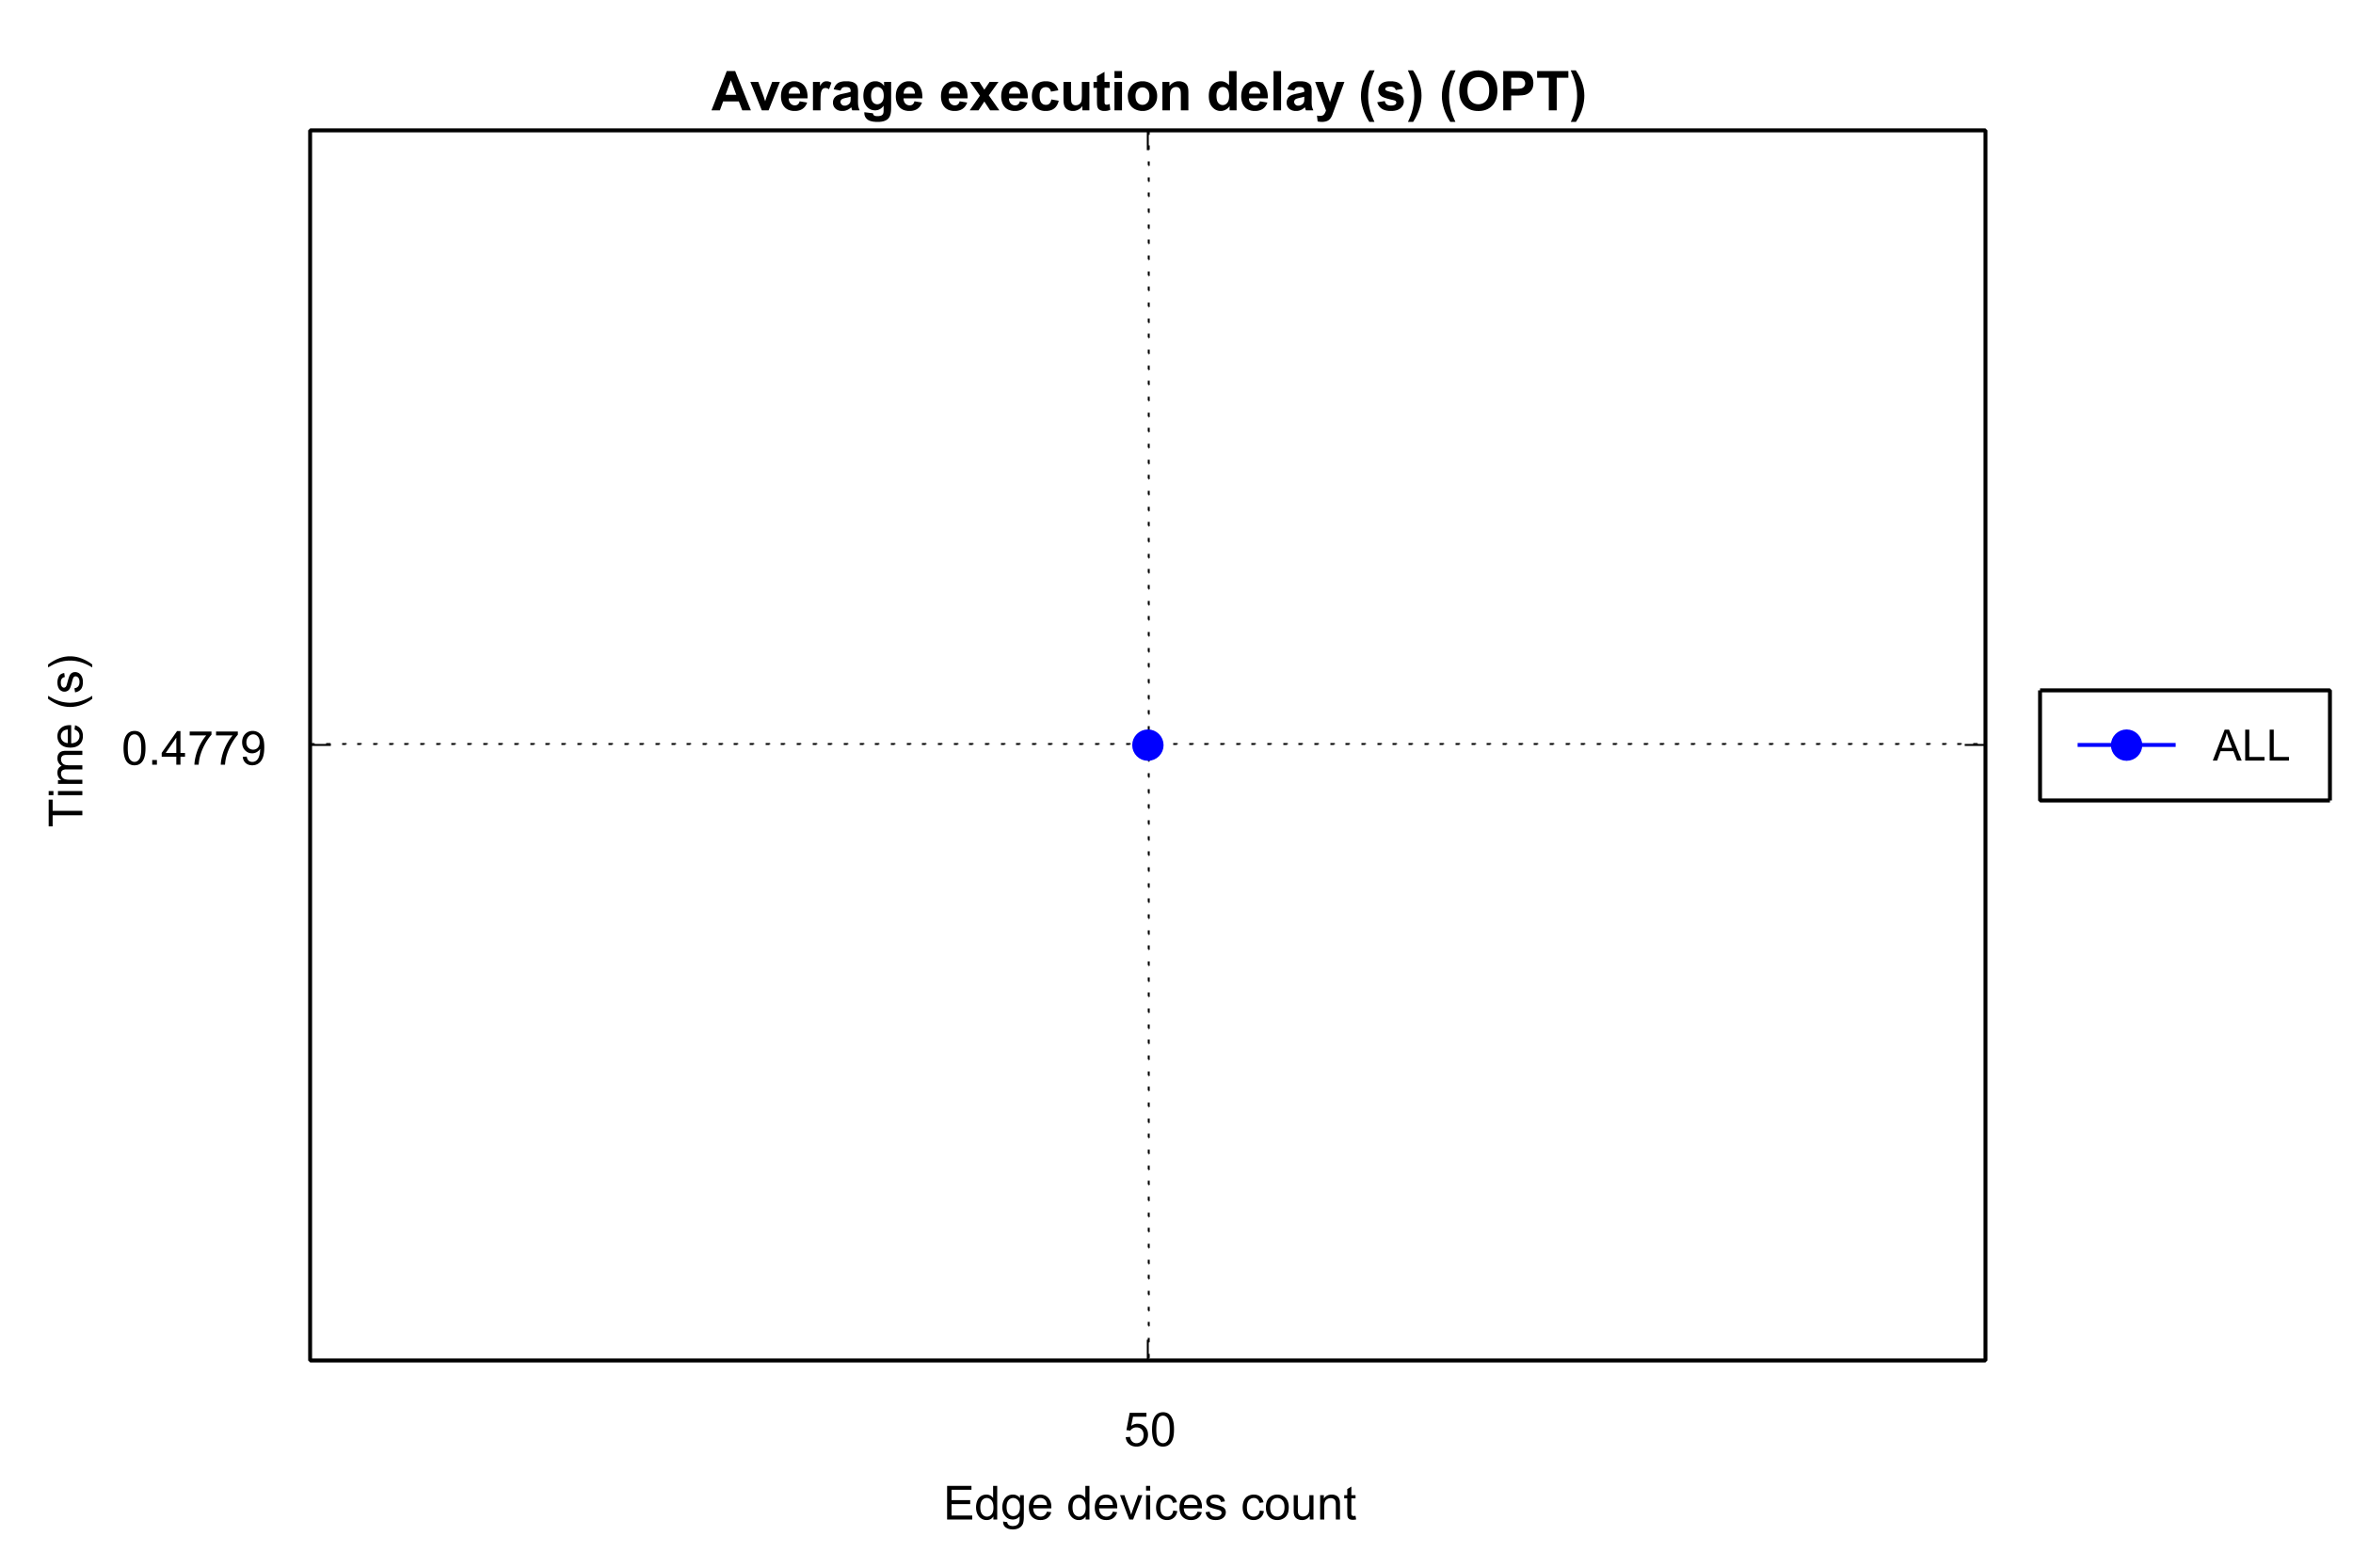 Average execution delay (s) (OPT)
Time (s)
0.4779
ALL
50
Edge devices count